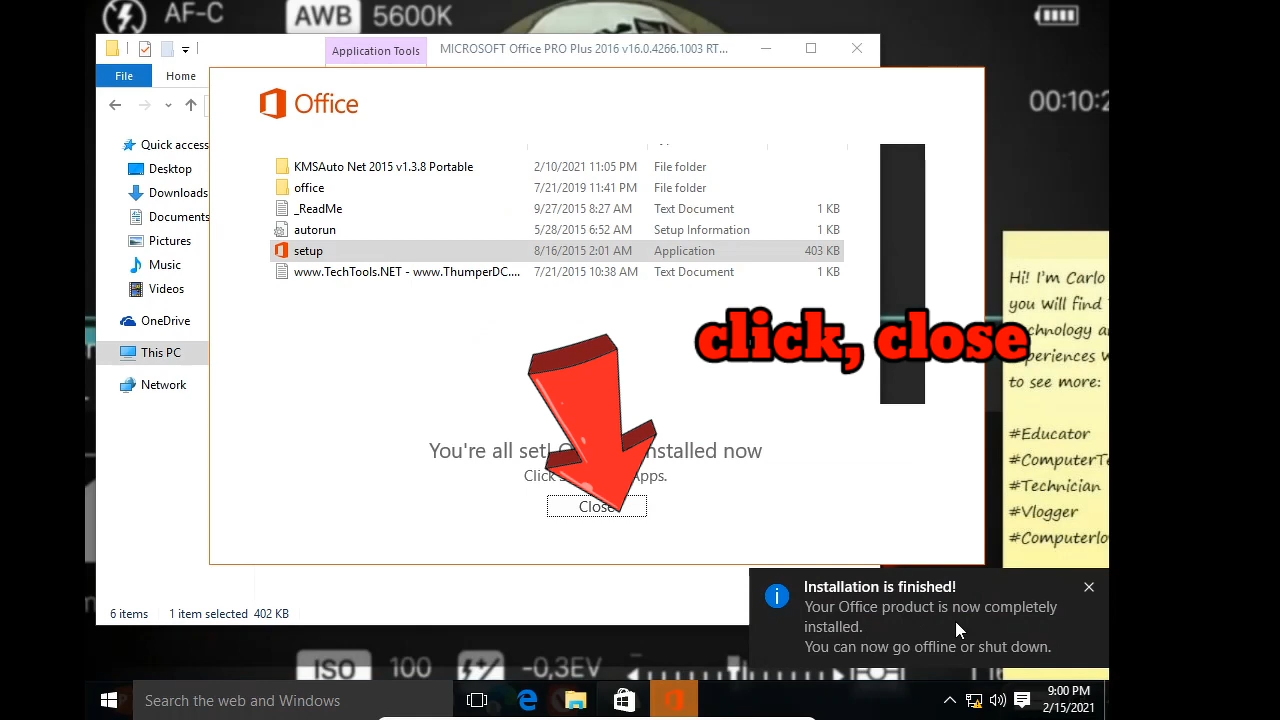 AF-C AWB 5600K
Application Tools MICROSOFT Office PRO Plus 2016 v16.0.4266.1003 RT...
File Home
00:10:2
Office
Quick access
Desktop
Downloads
Documents
Pictures
Music
Videos
OneDrive
This PC
Network
KMSAuto Net 2015 v1.3.8 Portable 2/10/2021 11:05 PM File folder
office 7/21/2019 11:41 PM File folder
_ReadMe 9/27/2015 8:27 AM Text Document 1 KB
autorun 5/28/2015 6:52 AM Setup Information 1 KB
setup 8/16/2015 2:01 AM Application 403 KB
www.TechTools.NET - www.ThumperDC.... 7/21/2015 10:38 AM Text Document 1 KB
click, close
Hi! I'm Carlo
you will find
chnology a
xperiences
to see more:
#Educator
#ComputerTe
#Technician
#Vlogger
#Computerlo
You're all set! installed now
Click Apps.
Close
6 items 1 item selected 402 KB
Installation is finished!
Your Office product is now completely
installed.
You can now go offline or shut down.
ISO 100 -0,3EV
Search the web and Windows
9:00 PM
2/15/2021